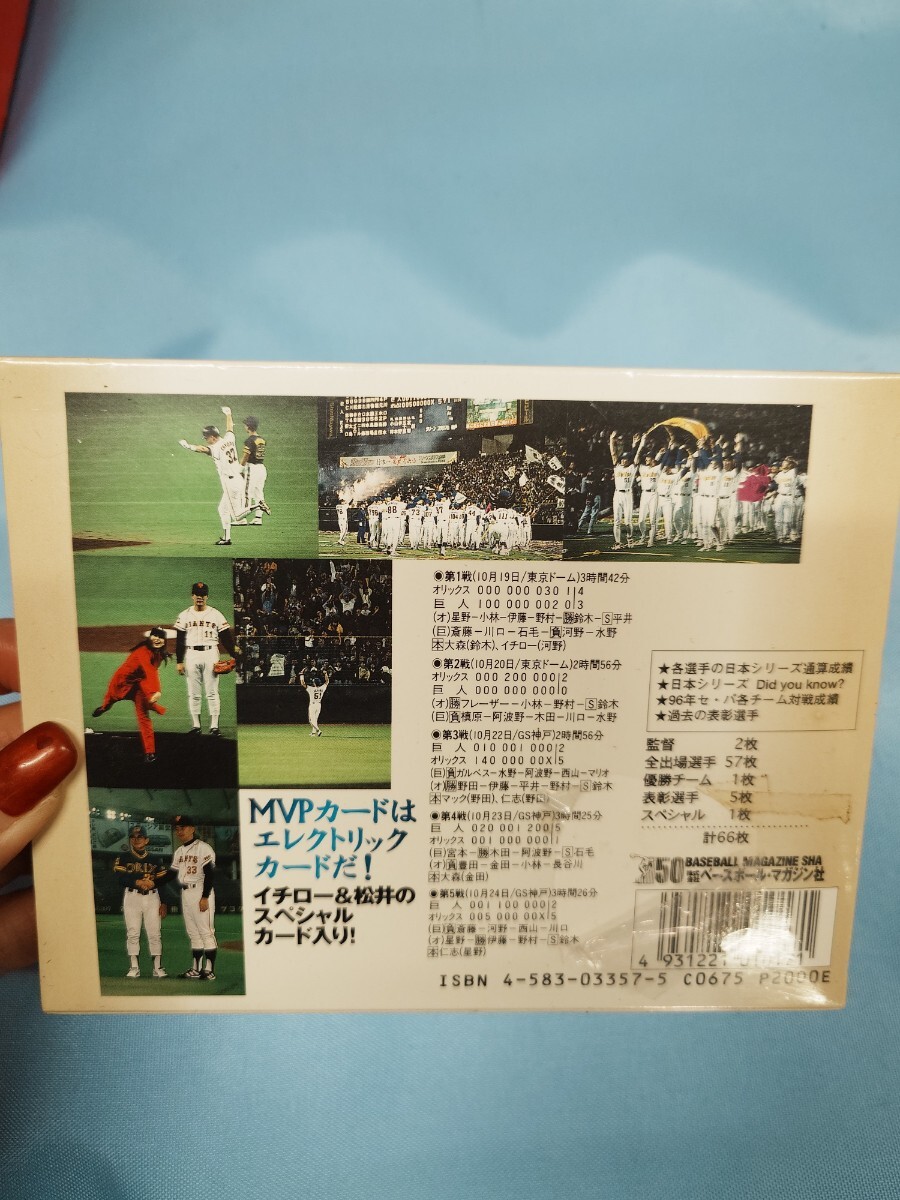 ●第1戦(10月19日/東京ドーム)3時間42分
オリックス 000 000 030 1|4
巨　人 100 000 002 0|3
(オ)星野－小林－伊藤－野村－勝鈴木－S平井
(巨)斎藤－川口－石毛－負河野－水野
本大森(鈴木)、イチロー(河野)
●第2戦(10月20日/東京ドーム)2時間56分
オリックス 000 200 000|2
巨　人 000 000 000|0
(オ)勝フレーザー－小林－野村－S鈴木
(巨)負槙原－阿波野－木田－川口－水野
●第3戦(10月22日/GS神戸)2時間56分
巨　人 010 001 000|2
オリックス 140 000 00X|5
(巨)負ガルベス－水野－阿波野－西山－マリオ
(オ)勝野田－伊藤－平井－野村－S鈴木
本マック(野田)、仁志(野田)
●第4戦(10月23日/GS神戸)3時間25分
巨　人 020 001 200|5
オリックス 001 000 000|1
(巨)宮本－勝木田－阿波野－S石毛
(オ)負豊田－金田－小林－長谷川
本大森(金田)
●第5戦(10月24日/GS神戸)3時間26分
巨　人 001 100 000|2
オリックス 005 000 00X|5
(巨)負斎藤－河野－西山－川口
(オ)星野－勝伊藤－野村－S鈴木
本仁志(星野)
★各選手の日本シリーズ通算成績
★日本シリーズ Did you know?
★96年セ・パ各チーム対戦成績
★過去の表彰選手
監督　2枚
全出場選手 57枚
優勝チーム　1枚
表彰選手　5枚
スペシャル　1枚
計66枚
50 BASEBALL MAGAZINE SHA
ベースボール・マガジン社
MVPカードは
エレクトリック
カードだ!
イチロー&松井の
スペシャル
カード入り!
ISBN 4-583-03357-5 C0675 P2000E